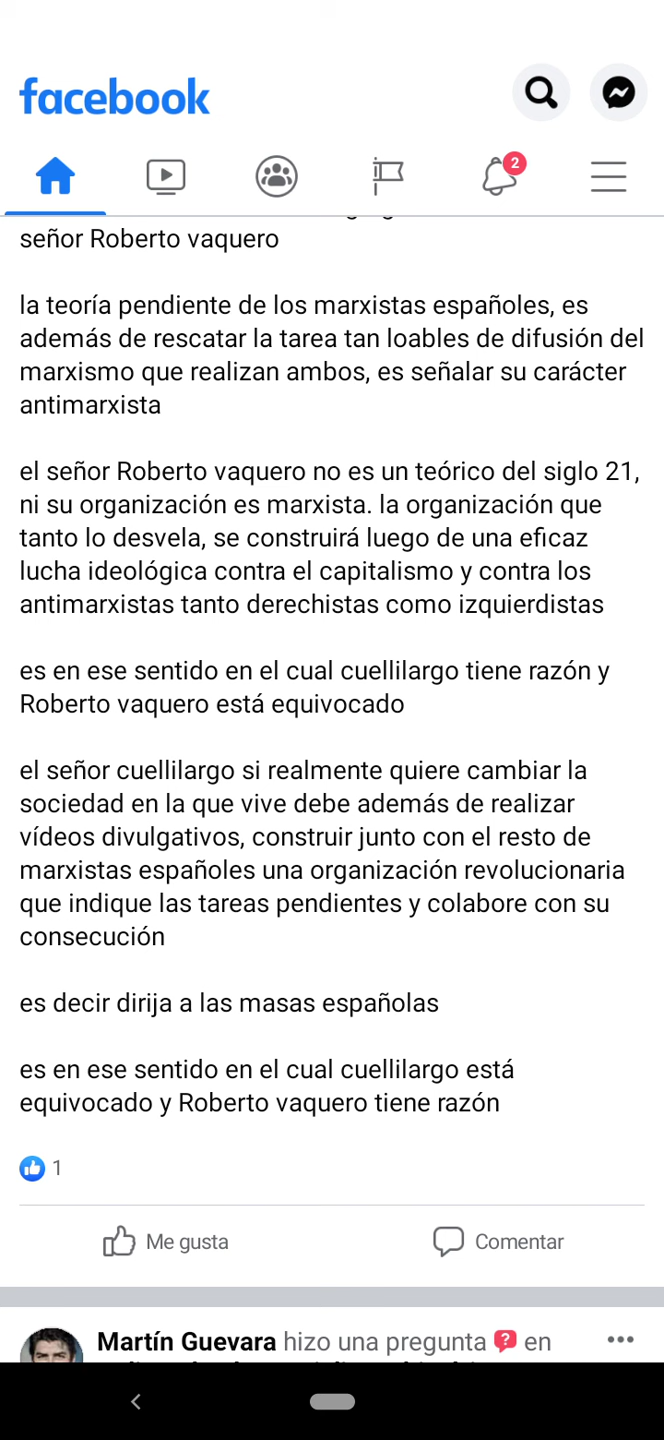 facebook
2
señor Roberto vaquero
la teoría pendiente de los marxistas españoles, es
además de rescatar la tarea tan loables de difusión del
marxismo que realizan ambos, es señalar su carácter
antimarxista
el señor Roberto vaquero no es un teórico del siglo 21,
ni su organización es marxista. la organización que
tanto lo desvela, se construirá luego de una eficaz
lucha ideológica contra el capitalismo y contra los
antimarxistas tanto derechistas como izquierdistas
es en ese sentido en el cual cuellilargo tiene razón y
Roberto vaquero está equivocado
el señor cuellilargo si realmente quiere cambiar la
sociedad en la que vive debe además de realizar
vídeos divulgativos, construir junto con el resto de
marxistas españoles una organización revolucionaria
que indique las tareas pendientes y colabore con su
consecución
es decir dirija a las masas españolas
es en ese sentido en el cual cuellilargo está
equivocado y Roberto vaquero tiene razón
1
Me gusta Comentar
Martín Guevara hizo una pregunta ? en